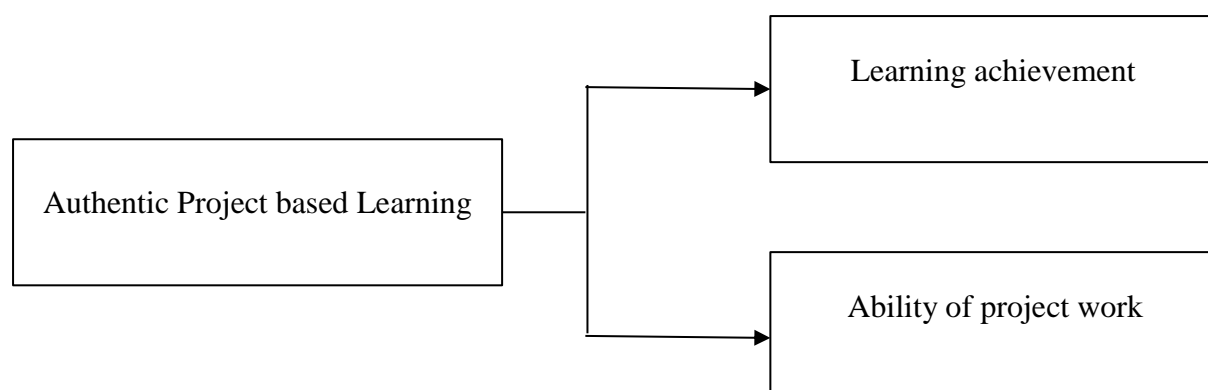 Learning achievement
Authentic Project based Learning
Ability of project work